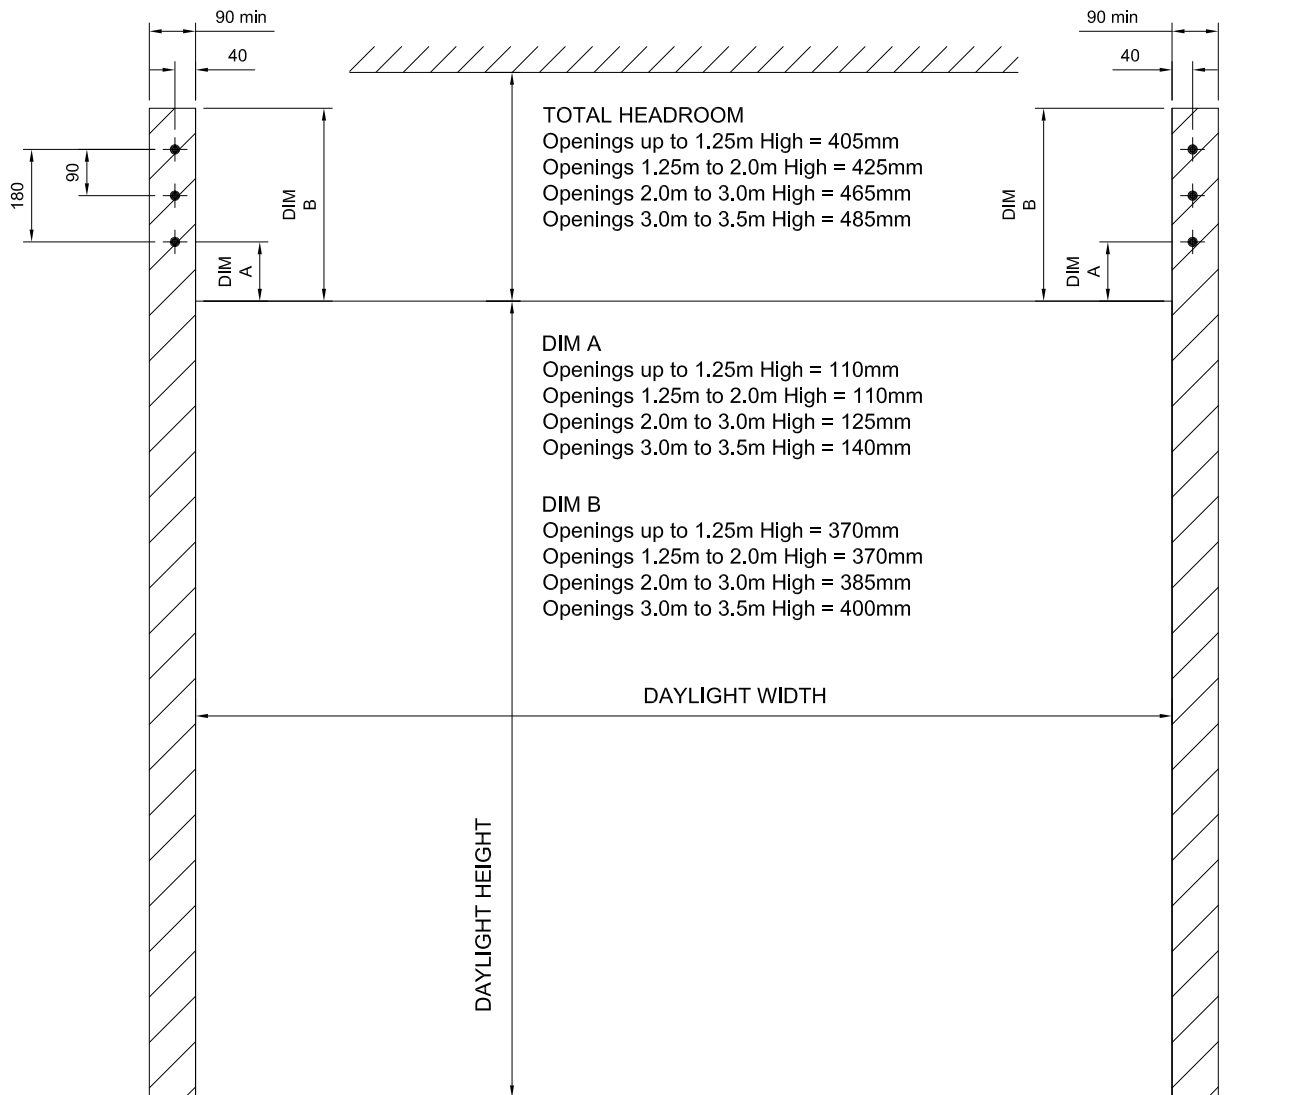 90 min
90 min
40
40
TOTAL HEADROOM
Openings up to 1.25m High = 405mm
Openings 1.25m to 2.0m High = 425mm
Openings 2.0m to 3.0m High = 465mm
Openings 3.0m to 3.5m High = 485mm
180
90
DIM
B
DIM
B
DIM
A
DIM
A
DIM A
Openings up to 1.25m High = 110mm
Openings 1.25m to 2.0m High = 110mm
Openings 2.0m to 3.0m High = 125mm
Openings 3.0m to 3.5m High = 140mm
DIM B
Openings up to 1.25m High = 370mm
Openings 1.25m to 2.0m High = 370mm
Openings 2.0m to 3.0m High = 385mm
Openings 3.0m to 3.5m High = 400mm
DAYLIGHT WIDTH
DAYLIGHT HEIGHT